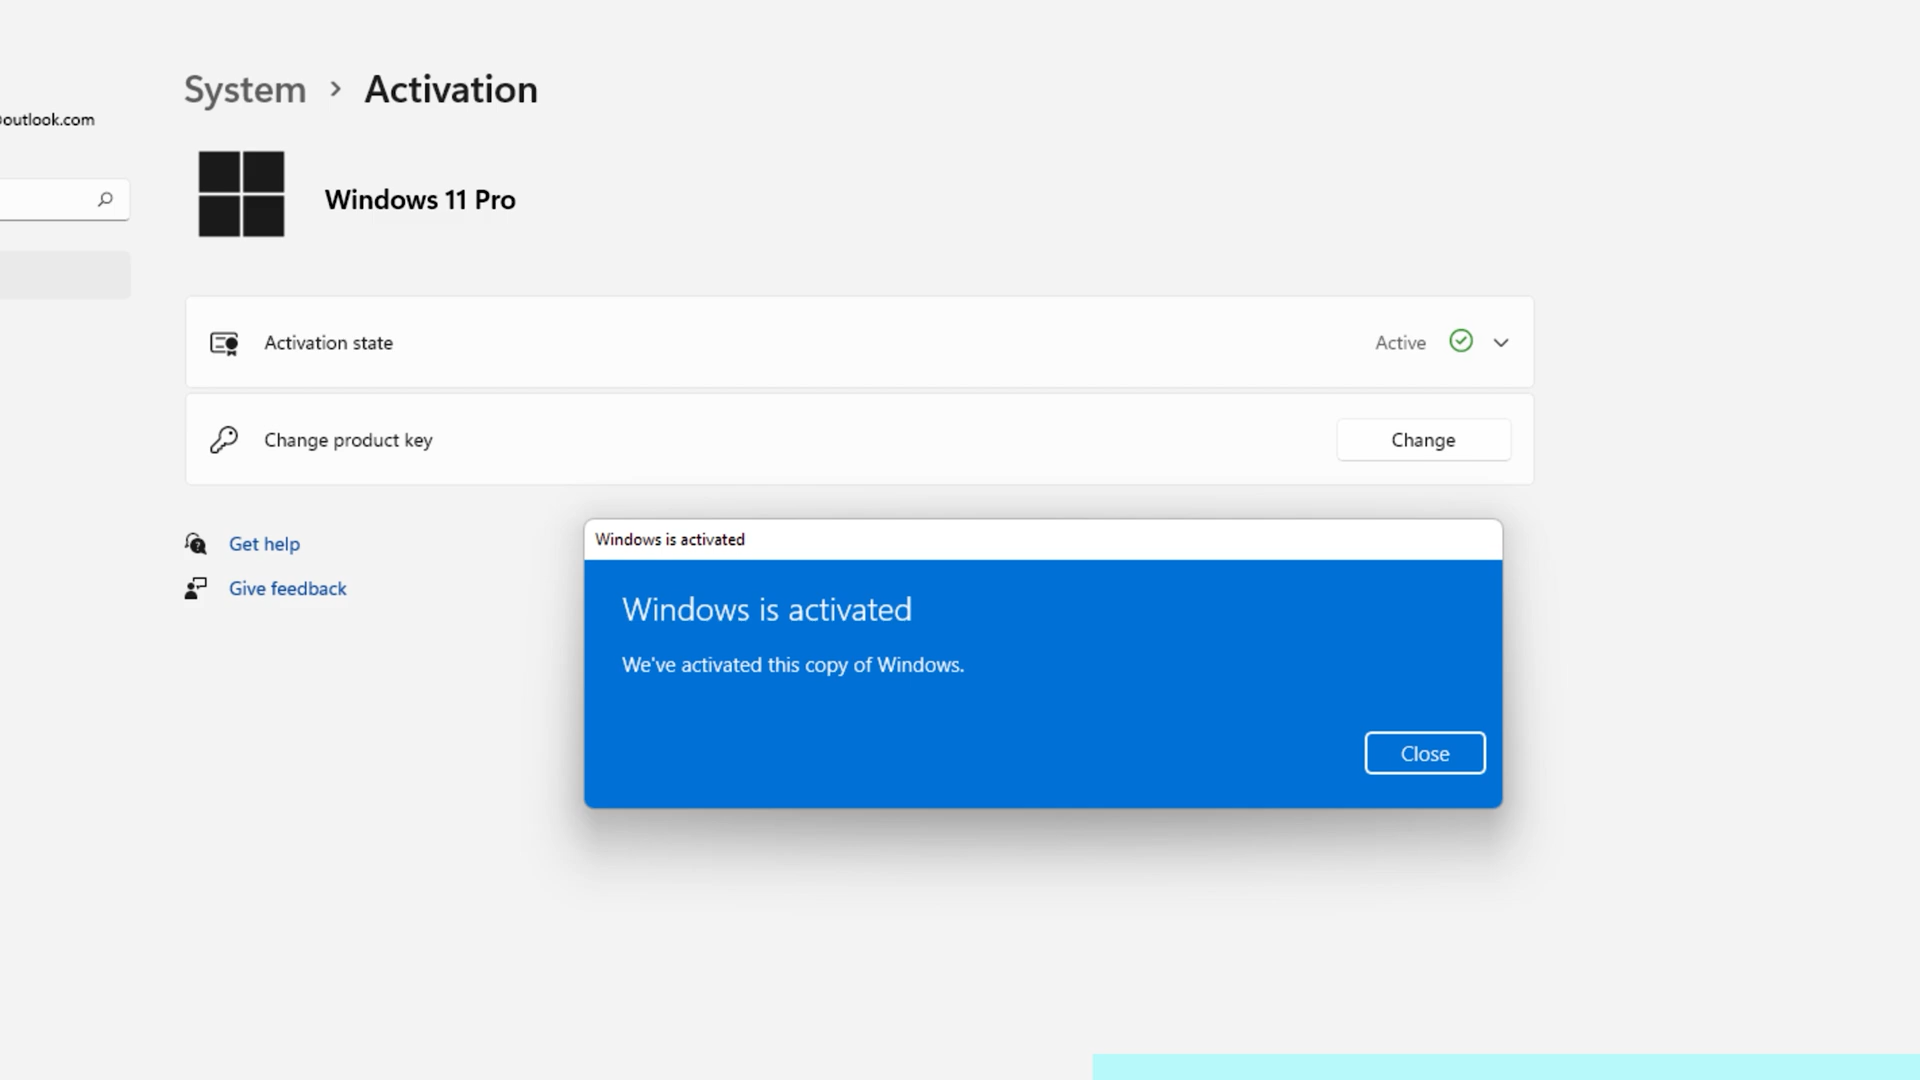 System > Activation
outlook.com
Windows 11 Pro
Activation state
Active
Change product key
Change
Get help
Give feedback
Windows is activated
Windows is activated
We've activated this copy of Windows.
Close